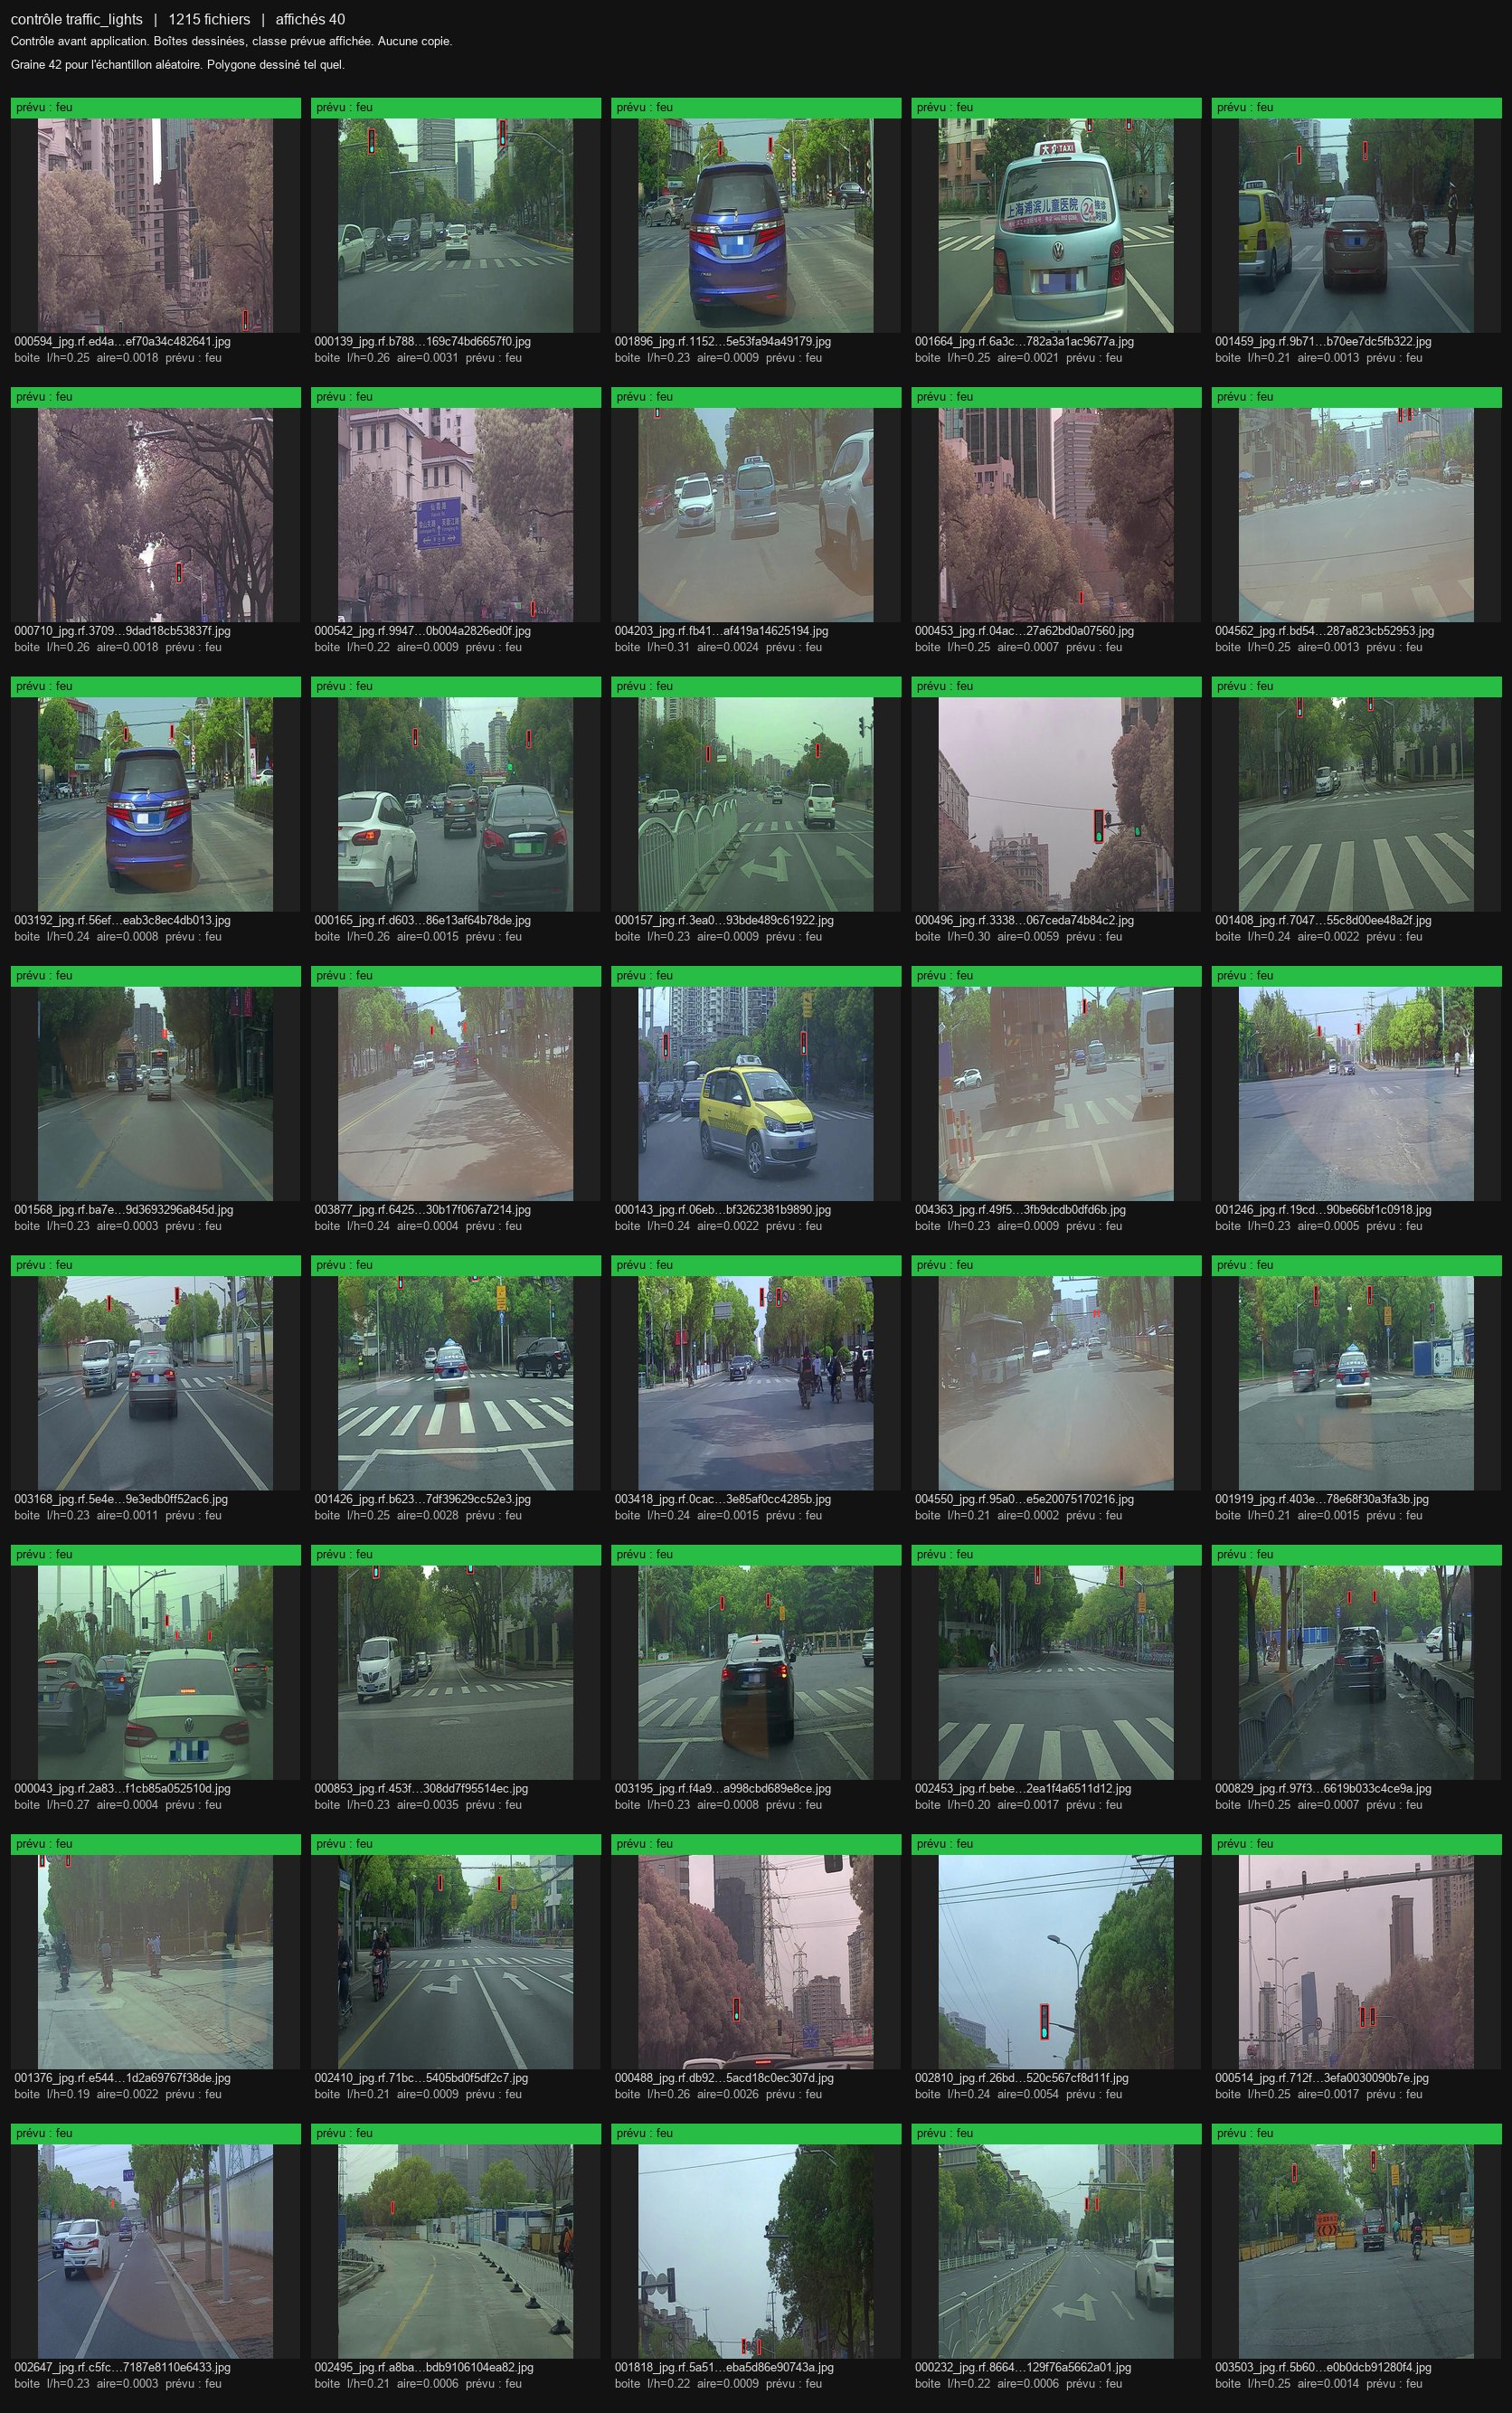 contrôle traffic_lights | 1215 fichiers | affichés 40
Contrôle avant application. Boîtes dessinées, classe prévue affichée. Aucune copie.
Graine 42 pour l'échantillon aléatoire. Polygone dessiné tel quel.
prévu : feu
prévu : feu
prévu : feu
prévu : feu
prévu : feu
大众 TAXI
上海浦滨儿童医院
24
000594_jpg.rf.ed4a…ef70a34c482641.jpg
000139_jpg.rf.b788…169c74bd6657f0.jpg
001896_jpg.rf.1152…5e53fa94a49179.jpg
001664_jpg.rf.6a3c…782a3a1ac9677a.jpg
001459_jpg.rf.9b71…b70ee7dc5fb322.jpg
boite l/h=0.25 aire=0.0018 prévu : feu
boite l/h=0.26 aire=0.0031 prévu : feu
boite l/h=0.23 aire=0.0009 prévu : feu
boite l/h=0.25 aire=0.0021 prévu : feu
boite l/h=0.21 aire=0.0013 prévu : feu
prévu : feu
prévu : feu
prévu : feu
prévu : feu
prévu : feu
000710_jpg.rf.3709…9dad18cb53837f.jpg
000542_jpg.rf.9947…0b004a2826ed0f.jpg
004203_jpg.rf.fb41…af419a14625194.jpg
000453_jpg.rf.04ac…27a62bd0a07560.jpg
004562_jpg.rf.bd54…287a823cb52953.jpg
boite l/h=0.26 aire=0.0018 prévu : feu
boite l/h=0.22 aire=0.0009 prévu : feu
boite l/h=0.31 aire=0.0024 prévu : feu
boite l/h=0.25 aire=0.0007 prévu : feu
boite l/h=0.25 aire=0.0013 prévu : feu
prévu : feu
prévu : feu
prévu : feu
prévu : feu
prévu : feu
003192_jpg.rf.56ef…eab3c8ec4db013.jpg
000165_jpg.rf.d603…86e13af64b78de.jpg
000157_jpg.rf.3ea0…93bde489c61922.jpg
000496_jpg.rf.3338…067ceda74b84c2.jpg
001408_jpg.rf.7047…55c8d00ee48a2f.jpg
boite l/h=0.24 aire=0.0008 prévu : feu
boite l/h=0.26 aire=0.0015 prévu : feu
boite l/h=0.23 aire=0.0009 prévu : feu
boite l/h=0.30 aire=0.0059 prévu : feu
boite l/h=0.24 aire=0.0022 prévu : feu
prévu : feu
prévu : feu
prévu : feu
prévu : feu
prévu : feu
001568_jpg.rf.ba7e…9d3693296a845d.jpg
003877_jpg.rf.6425…30b17f067a7214.jpg
000143_jpg.rf.06eb…bf3262381b9890.jpg
004363_jpg.rf.49f5…3fb9dcdb0dfd6b.jpg
001246_jpg.rf.19cd…90be66bf1c0918.jpg
boite l/h=0.23 aire=0.0003 prévu : feu
boite l/h=0.24 aire=0.0004 prévu : feu
boite l/h=0.24 aire=0.0022 prévu : feu
boite l/h=0.23 aire=0.0009 prévu : feu
boite l/h=0.23 aire=0.0005 prévu : feu
prévu : feu
prévu : feu
prévu : feu
prévu : feu
prévu : feu
003168_jpg.rf.5e4e…9e3edb0ff52ac6.jpg
001426_jpg.rf.b623…7df39629cc52e3.jpg
003418_jpg.rf.0cac…3e85af0cc4285b.jpg
004550_jpg.rf.95a0…e5e20075170216.jpg
001919_jpg.rf.403e…78e68f30a3fa3b.jpg
boite l/h=0.23 aire=0.0011 prévu : feu
boite l/h=0.25 aire=0.0028 prévu : feu
boite l/h=0.24 aire=0.0015 prévu : feu
boite l/h=0.21 aire=0.0002 prévu : feu
boite l/h=0.21 aire=0.0015 prévu : feu
prévu : feu
prévu : feu
prévu : feu
prévu : feu
prévu : feu
000043_jpg.rf.2a83…f1cb85a052510d.jpg
000853_jpg.rf.453f…308dd7f95514ec.jpg
003195_jpg.rf.f4a9…a998cbd689e8ce.jpg
002453_jpg.rf.bebe…2ea1f4a6511d12.jpg
000829_jpg.rf.97f3…6619b033c4ce9a.jpg
boite l/h=0.27 aire=0.0004 prévu : feu
boite l/h=0.23 aire=0.0035 prévu : feu
boite l/h=0.23 aire=0.0008 prévu : feu
boite l/h=0.20 aire=0.0017 prévu : feu
boite l/h=0.25 aire=0.0007 prévu : feu
prévu : feu
prévu : feu
prévu : feu
prévu : feu
prévu : feu
001376_jpg.rf.e544…1d2a69767f38de.jpg
002410_jpg.rf.71bc…5405bd0f5df2c7.jpg
000488_jpg.rf.db92…5acd18c0ec307d.jpg
002810_jpg.rf.26bd…520c567cf8d11f.jpg
000514_jpg.rf.712f…3efa0030090b7e.jpg
boite l/h=0.19 aire=0.0022 prévu : feu
boite l/h=0.21 aire=0.0009 prévu : feu
boite l/h=0.26 aire=0.0026 prévu : feu
boite l/h=0.24 aire=0.0054 prévu : feu
boite l/h=0.25 aire=0.0017 prévu : feu
prévu : feu
prévu : feu
prévu : feu
prévu : feu
prévu : feu
002647_jpg.rf.c5fc…7187e8110e6433.jpg
002495_jpg.rf.a8ba…bdb9106104ea82.jpg
001818_jpg.rf.5a51…eba5d86e90743a.jpg
000232_jpg.rf.8664…129f76a5662a01.jpg
003503_jpg.rf.5b60…e0b0dcb91280f4.jpg
boite l/h=0.23 aire=0.0003 prévu : feu
boite l/h=0.21 aire=0.0006 prévu : feu
boite l/h=0.22 aire=0.0009 prévu : feu
boite l/h=0.22 aire=0.0006 prévu : feu
boite l/h=0.25 aire=0.0014 prévu : feu